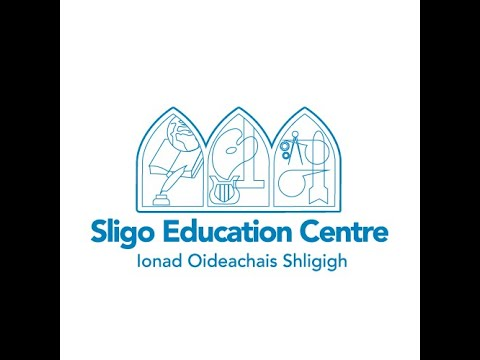 Sligo Education Centre
Ionad Oideachais Shligigh